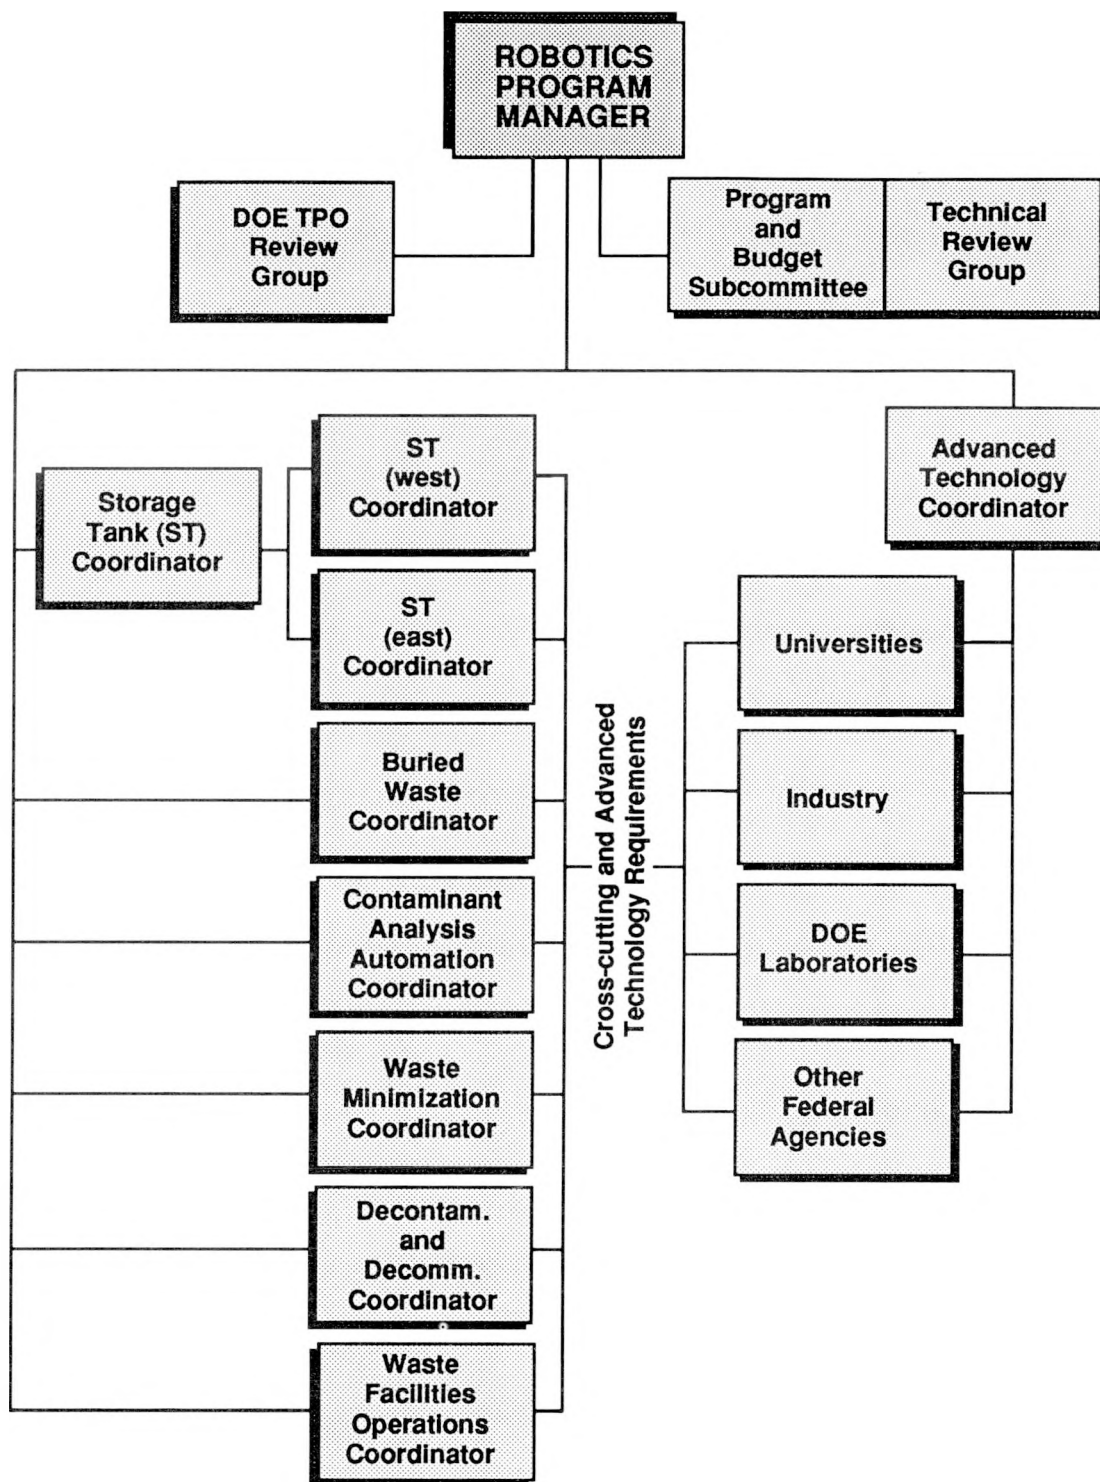 ROBOTICS
PROGRAM
MANAGER
DOE TPO
Review
Group
Program
and
Budget
Subcommittee
Technical
Review
Group
Storage
Tank (ST)
Coordinator
ST
(west)
Coordinator
ST
(east)
Coordinator
Buried
Waste
Coordinator
Contaminant
Analysis
Automation
Coordinator
Waste
Minimization
Coordinator
Decontam.
and
Decomm.
Coordinator
Waste
Facilities
Operations
Coordinator
Cross-cutting and Advanced
Technology Requirements
Advanced
Technology
Coordinator
Universities
Industry
DOE
Laboratories
Other
Federal
Agencies